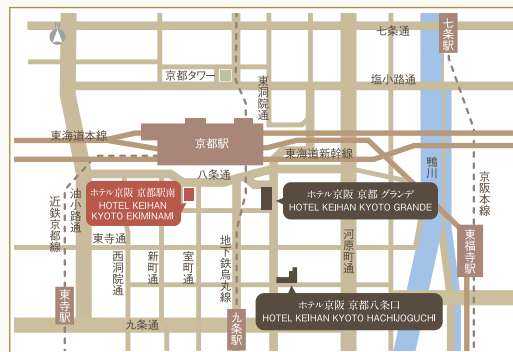 N
七条通
七条駅
京都タワー
東洞院通
塩小路通
東海道本線
京都駅
東海道新幹線
八条通
鴨川
京阪本線
ホテル京阪 京都駅南
HOTEL KEIHAN
KYOTO EKIMINAMI
ホテル京阪 京都 グランデ
HOTEL KEIHAN KYOTO GRANDE
近鉄京都線
油小路通
東寺通
西洞院通
新町通
室町通
地下鉄烏丸線
河原町通
東福寺駅
東寺駅
九条通
九条駅
ホテル京阪 京都八条口
HOTEL KEIHAN KYOTO HACHIJOGUCHI